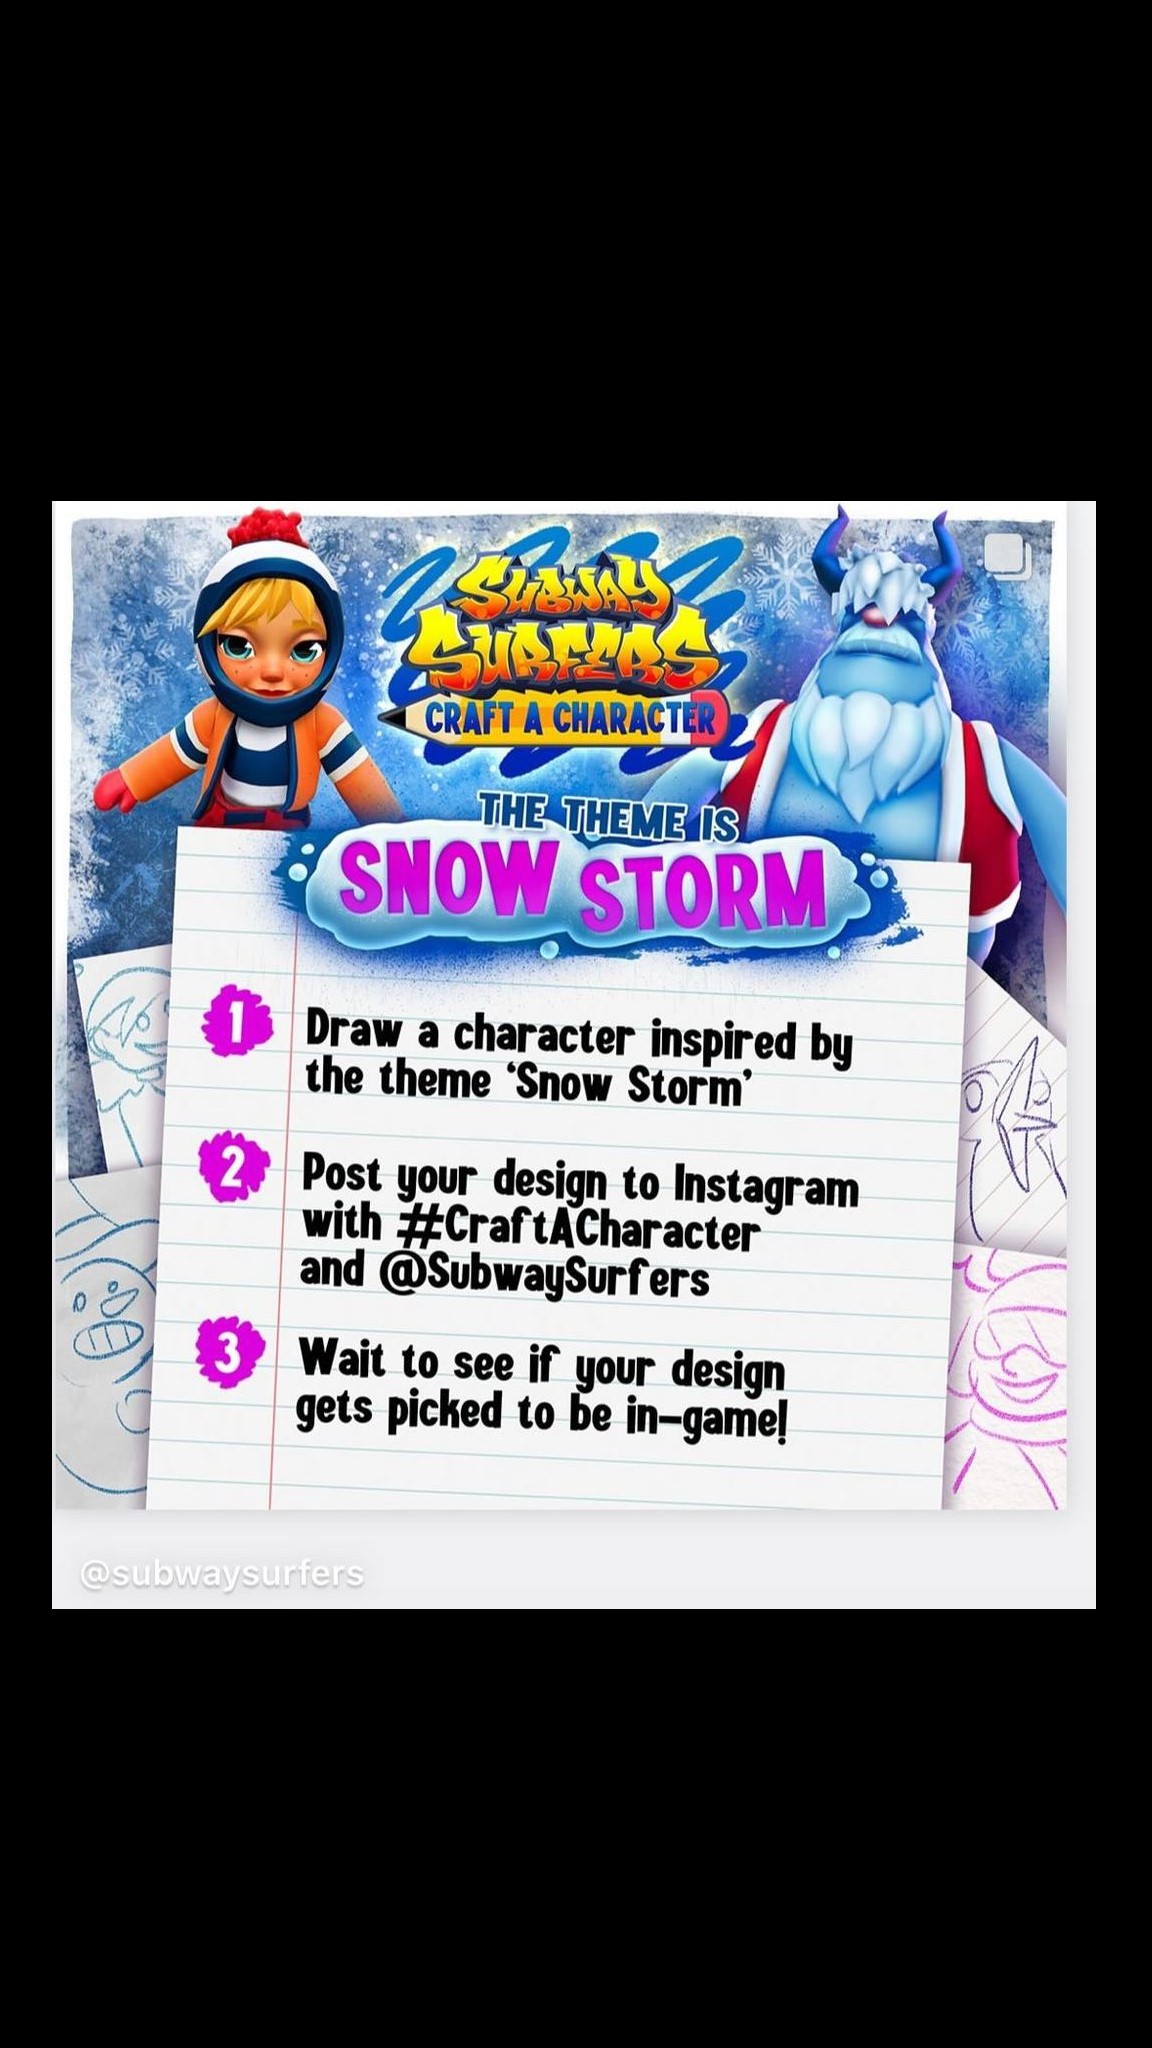 SUBWAY
SURFERS
CRAFT A CHARACTER
THE THEME IS
SNOW STORM
1
Draw a character inspired by
the theme ‘Snow Storm’
2
Post your design to Instagram
with #CraftACharacter
and @SubwaySurfers
3
Wait to see if your design
gets picked to be in-game!
@subwaysurfers